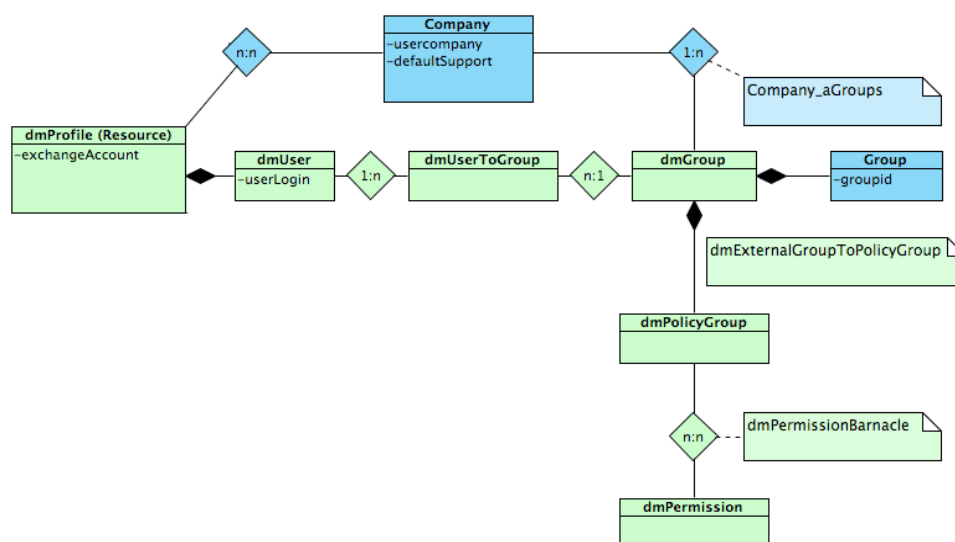 Company
-usercompany
-defaultSupport
n:n
1:n
Company_aGroups
dmProfile (Resource)
-exchangeAccount
dmUser
-userLogin
1:n
dmUserToGroup
n:1
dmGroup
Group
-groupid
dmExternalGroupToPolicyGroup
dmPolicyGroup
n:n
dmPermissionBarnacle
dmPermission